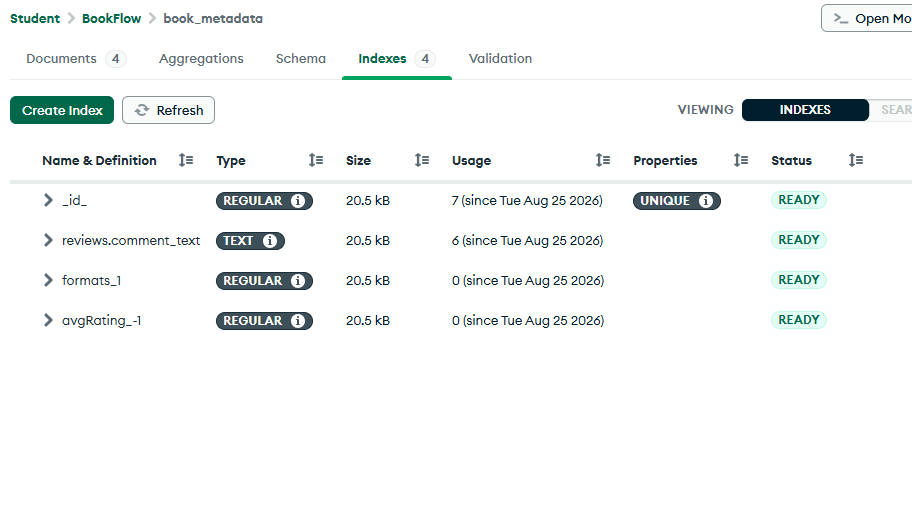 Student > BookFlow > book_metadata
>_ Open Mo
Documents 4 Aggregations Schema Indexes 4 Validation
Create Index Refresh VIEWING INDEXES SEAR
Name & Definition Type Size Usage Properties Status
_id_ REGULAR 20.5 kB 7 (since Tue Aug 25 2026) UNIQUE READY
reviews.comment_text TEXT 20.5 kB 6 (since Tue Aug 25 2026) READY
formats_1 REGULAR 20.5 kB 0 (since Tue Aug 25 2026) READY
avgRating_-1 REGULAR 20.5 kB 0 (since Tue Aug 25 2026) READY